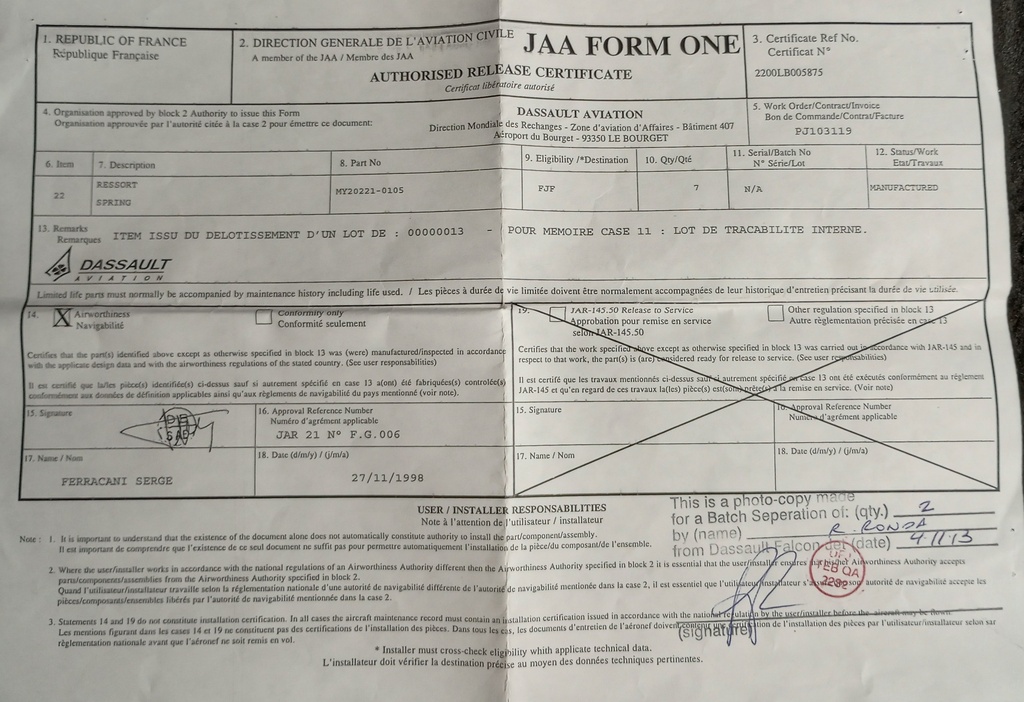 1. REPUBLIC OF FRANCE
République Française
2. DIRECTION GENERALE DE L'AVIATION CIVILE
A member of the JAA / Membre des JAA
JAA FORM ONE
AUTHORISED RELEASE CERTIFICATE
Certificat libératoire autorisé
3. Certificate Ref No.
Certificat N°
2200LB005875
4. Organisation approved by block 2 Authority to issue this Form
Organisation approuvée par l'autorité citée à la case 2 pour émettre ce document:
DASSAULT AVIATION
Direction Mondiale des Rechanges - Zone d'aviation d'Affaires - Bâtiment 407
Aéroport du Bourget - 93350 LE BOURGET
5. Work Order/Contract/Invoice
Bon de Commande/Contrat/Facture
PJ103119
6. Item
22
7. Description
RESSORT
SPRING
8. Part No
MY20221-0105
9. Eligibility /*Destination
FJF
10. Qty/Qté
7
11. Serial/Batch No
N° Série/Lot
N/A
12. Status/Work
Etat/Travaux
MANUFACTURED
13. Remarks
Remarques
ITEM ISSU DU DELOTISSEMENT D'UN LOT DE : 00000013 - POUR MEMOIRE CASE 11 : LOT DE TRACABILITE INTERNE.
DASSAULT
AVIATION
Limited life parts must normally be accompanied by maintenance history including life used. / Les pièces à durée de vie limitée doivent être normalement accompagnées de leur historique d'entretien précisant la durée de vie utilisée.
14. X Airworthiness
Navigabilité
Conformity only
Conformité seulement
Certifies that the part(s) identified above except as otherwise specified in block 13 was (were) manufactured/inspected in accordance
with the applicate design data and with the airworthiness regulations of the stated country. (See user responsabilities)
Il est certifié que la/les pièce(s) identifiée(s) ci-dessus sauf si autrement spécifié en case 13 a(ont) été fabriquées(s) controlée(s)
conformément aux données de définition applicables ainsi qu'aux règlements de navigabilité du pays mentionné (voir note).
19. JAR-145.50 Release to Service
Approbation pour remise en service
selon JAR-145.50
Other regulation specified in block 13
Autre règlementation précisée en case 13
Certifies that the work specified above except as otherwise specified in block 13 was carried out in accordance with JAR-145 and in
respect to that work, the part(s) is (are) considered ready for release to service. (See user responsabilities)
Il est certifié que les travaux mentionnés ci-dessus sauf si autrement spécifié en case 13 ont été exécutés conformément au règlement
JAR-145 et qu'en regard de ces travaux la(les) pièce(s) est(sont) prête(s) à la remise en service. (Voir note)
15. Signature
16. Approval Reference Number
Numéro d'agrément applicable
JAR 21 N° F.G.006
15. Signature
16. Approval Reference Number
Numéro d'agrément applicable
17. Name / Nom
FERRACANI SERGE
18. Date (d/m/y) / (j/m/a)
27/11/1998
17. Name / Nom
18. Date (d/m/y) / (j/m/a)
USER / INSTALLER RESPONSABILITIES
Note à l'attention de l'utilisateur / installateur
This is a photo-copy made
for a Batch Seperation of: (qty.) 2
by (name) R. RONDA
from Dassault Falcon Jet (date) 4/11/13
(signature)
Note : 1. It is important to understand that the existence of the document alone does not automatically constitute authority to install the part/component/assembly.
Il est important de comprendre que l'existence de ce seul document ne suffit pas pour permettre automatiquement l'installation de la pièce/du composant/de l'ensemble.
2. Where the user/installer works in accordance with the national regulations of an Airworthiness Authority different then the Airworthiness Authority specified in block 2 it is essential that the user/installer ensures Airworthiness Authority accepts
parts/components/assemblies from the Airworthiness Authority specified in block 2.
Quand l'utilisateur/installateur travaille selon la règlementation nationale d'une autorité de navigabilité différente de l'autorité de navigabilité mentionnée dans la case 2, il est essentiel que l'utilisateur/installateur autorité de navigabilité accepte les
pièces/composants/ensembles libérés par l'autorité de navigabilité mentionnée dans la case 2.
3. Statements 14 and 19 do not constitute installation certification. In all cases the aircraft maintenance record must contain an installation certification issued in accordance with the national regulation by the user/installer before the aircraft may be flown.
Les mentions figurant dans les cases 14 et 19 ne constituent pas des certifications de l'installation des pièces. Dans tous les cas, les documents d'entretien de l'aéronef doivent de l'installation des pièces par l'utilisateur/installateur selon sar
règlementation nationale avant que l'aéronef ne soit remis en vol.
* Installer must cross-check eligibility which applicate technical data.
L'installateur doit vérifier la destination précise au moyen des données techniques pertinentes.